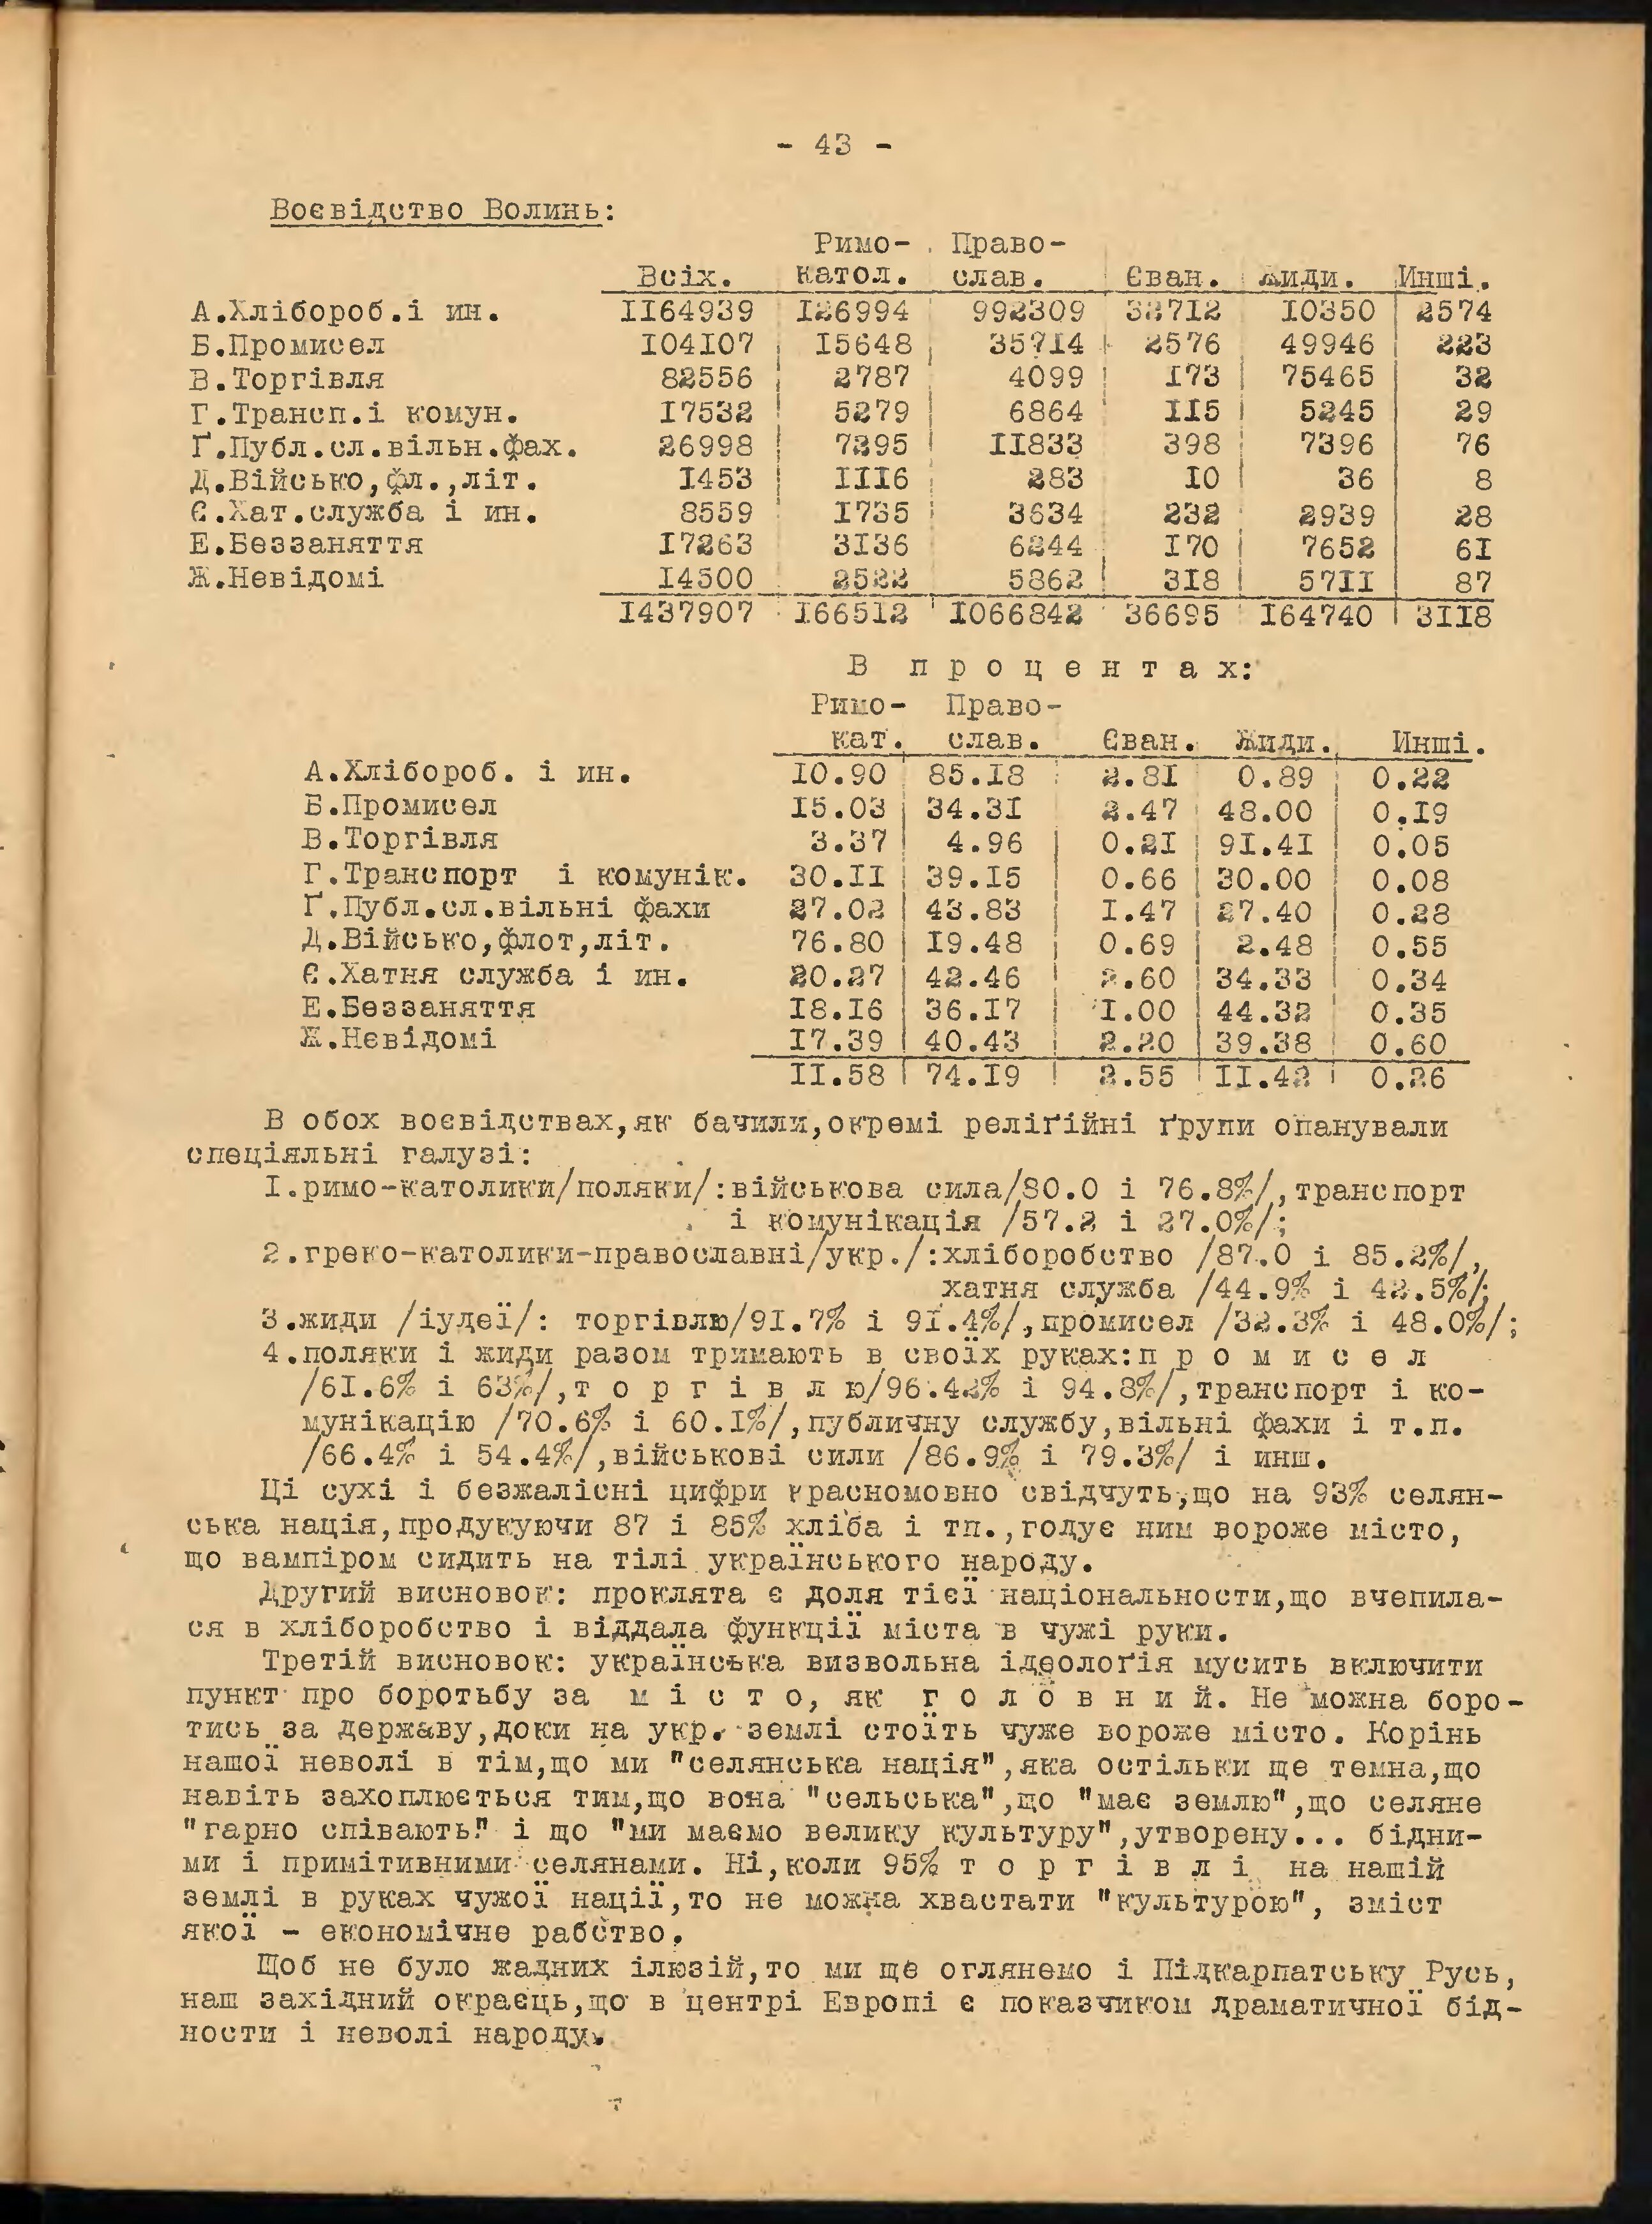 - 43 -
Воєвідство Волинь:
Римо- Право-
Всіх. катол. слав. Єван. Жиди. Инші.
А.Хлібороб.і ин. 1164939 126994 992309 32712 10350 2574
Б.Промисел 104107 15648 35714 2576 49946 223
В.Торгівля 82556 2787 4099 173 75465 32
Г.Трансп.і комун. 17532 5279 6864 115 5245 29
Ґ.Публ.сл.вільн.фах. 26998 7295 11833 398 7396 76
Д.Військо,фл.,літ. 1453 1116 283 10 36 8
Є.Хат.служба і ин. 8559 1735 3634 232 2939 28
Е.Беззаняття 17263 3136 6244 170 7652 61
Ж.Невідомі 14500 2522 5862 318 5711 87
1437907 166512 1066842 36695 164740 3118
В процентах:
Римо- Право-
кат. слав. Єван. Жиди. Инші.
А.Хлібороб. і ин. 10.90 85.18 2.81 0.89 0.22
Б.Промисел 15.03 34.31 2.47 48.00 0.19
В.Торгівля 3.37 4.96 0.21 91.41 0.05
Г.Транспорт і комунік. 30.11 39.15 0.66 30.00 0.08
Ґ.Публ.сл.вільні фахи 27.02 43.83 1.47 27.40 0.28
Д.Військо,флот,літ. 76.80 19.48 0.69 2.48 0.55
Є.Хатня служба і ин. 20.27 42.46 2.60 34.33 0.34
Е.Беззаняття 18.16 36.17 1.00 44.32 0.35
Ж.Нєвідомі 17.39 40.43 2.20 39.38 0.60
11.58 74.19 2.55 11.42 0.26
В обох воєвідствах,як бачили,окремі реліґійні ґрупи опанували
спеціяльні галузі:
1.римо-католики/поляки/:військова сила/80.0 і 76.8%/,транспорт
і комунікація /57.2 і 27.0%/;
2.греко-католики-православні/укр./:хліборобство /87.0 і 85.2%/,
хатня служба /44.9% і 42.5%/;
3.жиди /іудеї/: торгівлю/91.7% і 91.4%/,промисел /32.3% і 48.0%/;
4.поляки і жиди разом тримають в своїх руках:промисел
/61.6% і 63%/,торгівлю/96.42% і 94.8%/,транспорт і ко-
мунікацію /70.6% і 60.1%/,публичну службу,вільні фахи і т.п.
/66.4% і 54.4%/,військові сили /86.9% і 79.3%/ і инш.
Ці сухі і безжалісні цифри красномовно свідчуть,що на 93% селян-
ська нація,продукуючи 87 і 85% хліба і тп.,годує ним вороже місто,
що вампіром сидить на тілі українського народу.
Другий висновок: проклята є доля тієї національности,що вчепила-
ся в хліборобство і віддала функції міста в чужі руки.
Третій висновок: українська визвольна ідеолоґія мусить включити
пункт про боротьбу за місто, як головний. Не можна боро-
тись за державу,доки на укр. землі стоїть чуже вороже місто. Корінь
нашої неволі в тім,що ми "селянська нація",яка остільки ще темна,що
навіть захоплюється тим,що вона "сельська",що "має землю",що селяне
"гарно співають" і що "ми маємо велику культуру",утворену... бідни-
ми і примітивними селянами. Ні,коли 95% торгівлі на нашій
землі в руках чужої нації,то не можна хвастати "культурою", зміст
якої - економічне рабство.
Щоб не було жадних ілюзій,то ми ще оглянемо і Підкарпатську Русь,
наш західний окраєць,що в центрі Европі є показчиком драматичної бід-
ности і неволі народу.